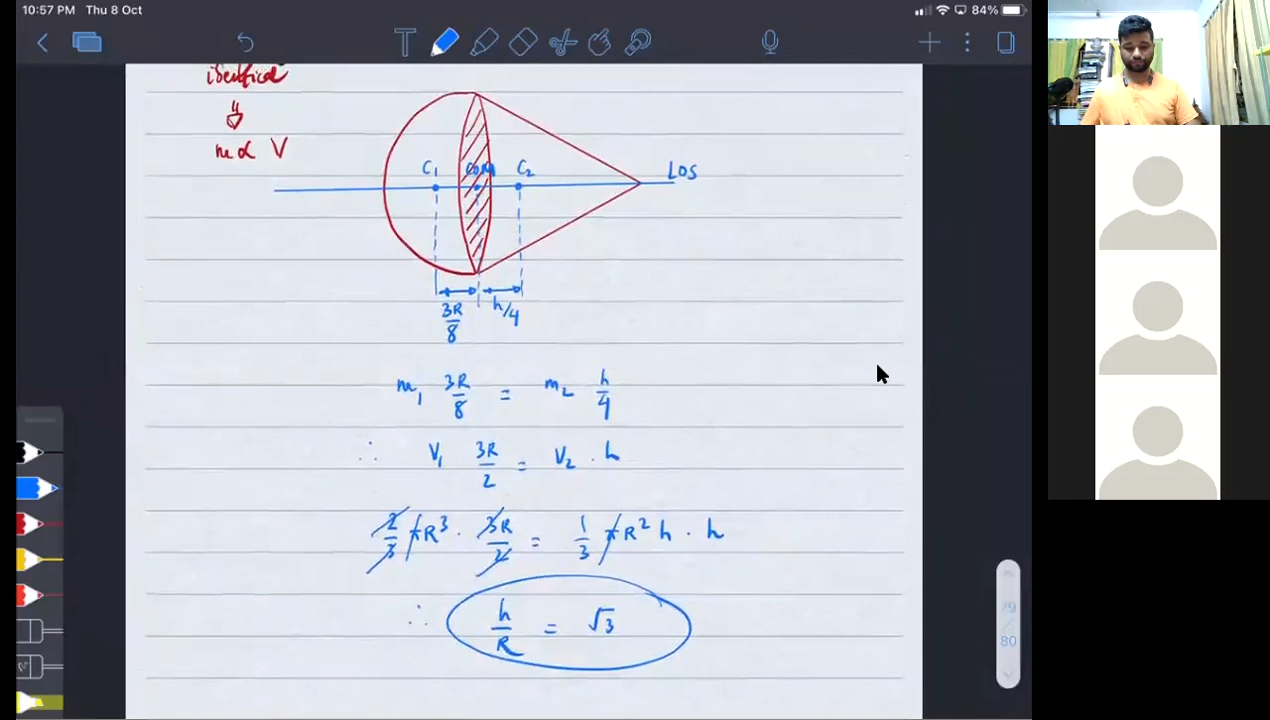 10:57 PM Thu 8 Oct
84%
T
identical
⇓
m ∝ V
C₁ COM C₂ LOS
3R/8 h/4
m₁ 3R/8 = m₂ h/4
∴ V₁ 3R/2 = V₂ · h
2/3 πR³ · 3R/2 = 1/3 πR² h · h
∴ h/R = √3
79
/
80